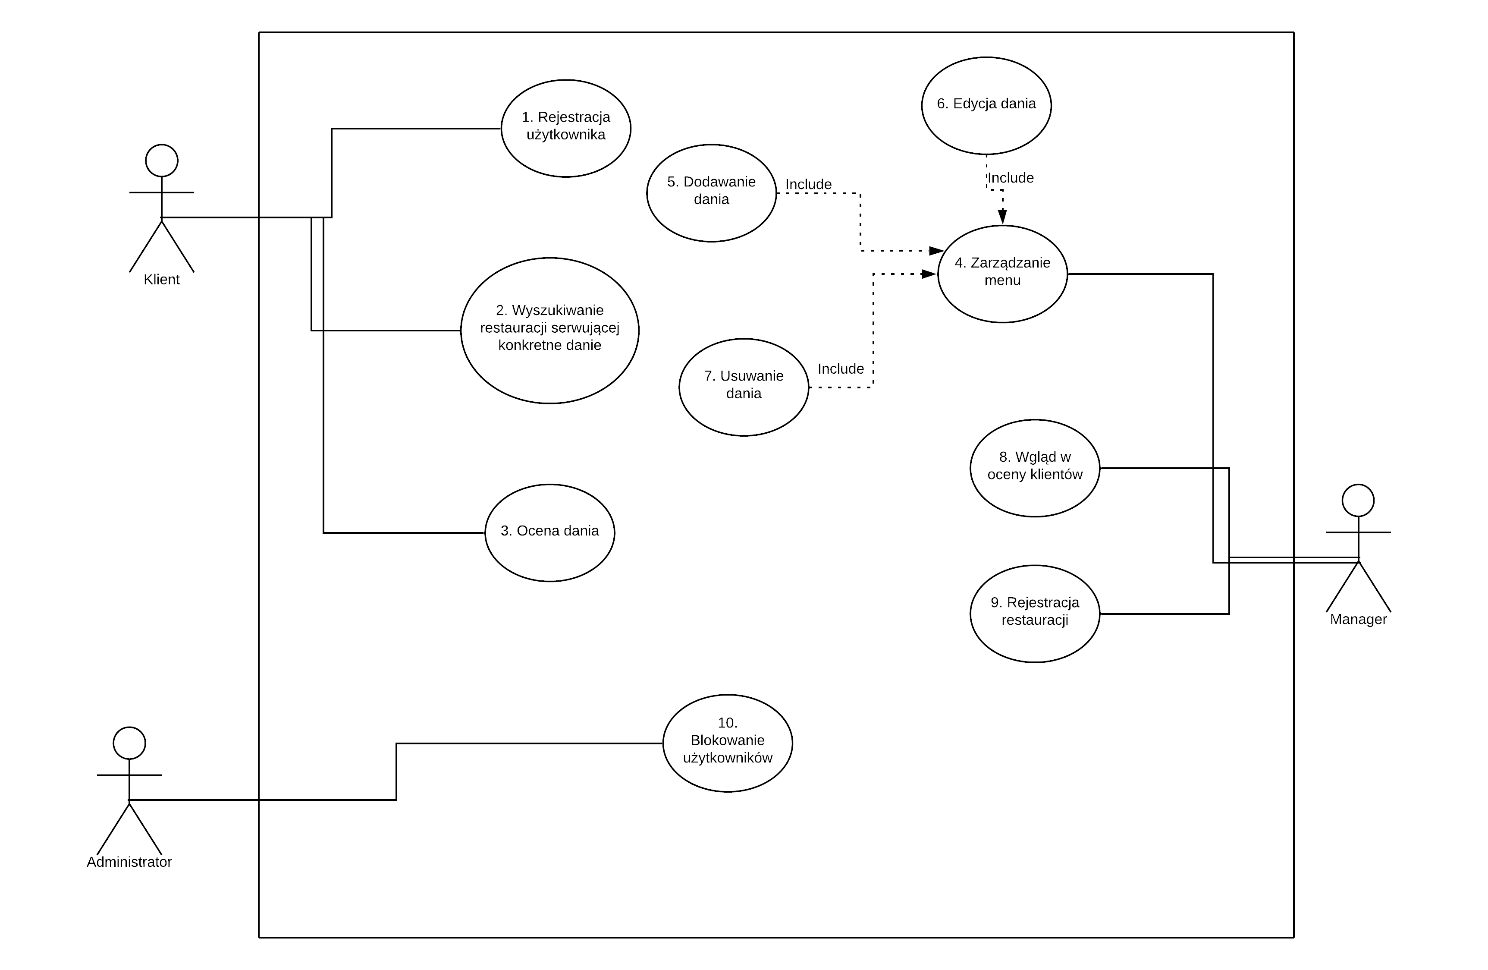 1. Rejestracja
użytkownika
6. Edycja dania
5. Dodawanie
dania
Include
Include
Klient
4. Zarządzanie
menu
2. Wyszukiwanie
restauracji serwującej
konkretne danie
7. Usuwanie
dania
Include
8. Wgląd w
oceny klientów
3. Ocena dania
9. Rejestracja
restauracji
Manager
10.
Blokowanie
użytkowników
Administrator